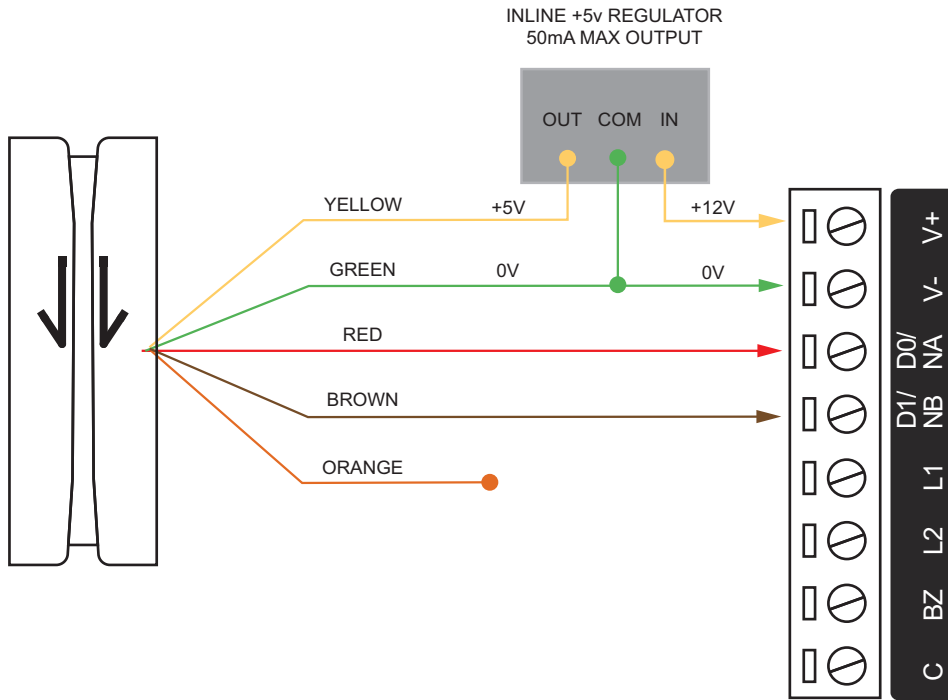 INLINE +5v REGULATOR
50mA MAX OUTPUT
OUT COM IN
YELLOW +5V +12V
GREEN 0V 0V
RED
BROWN
ORANGE
V+
V-
D0/
NA
D1/
NB
L1
L2
BZ
C